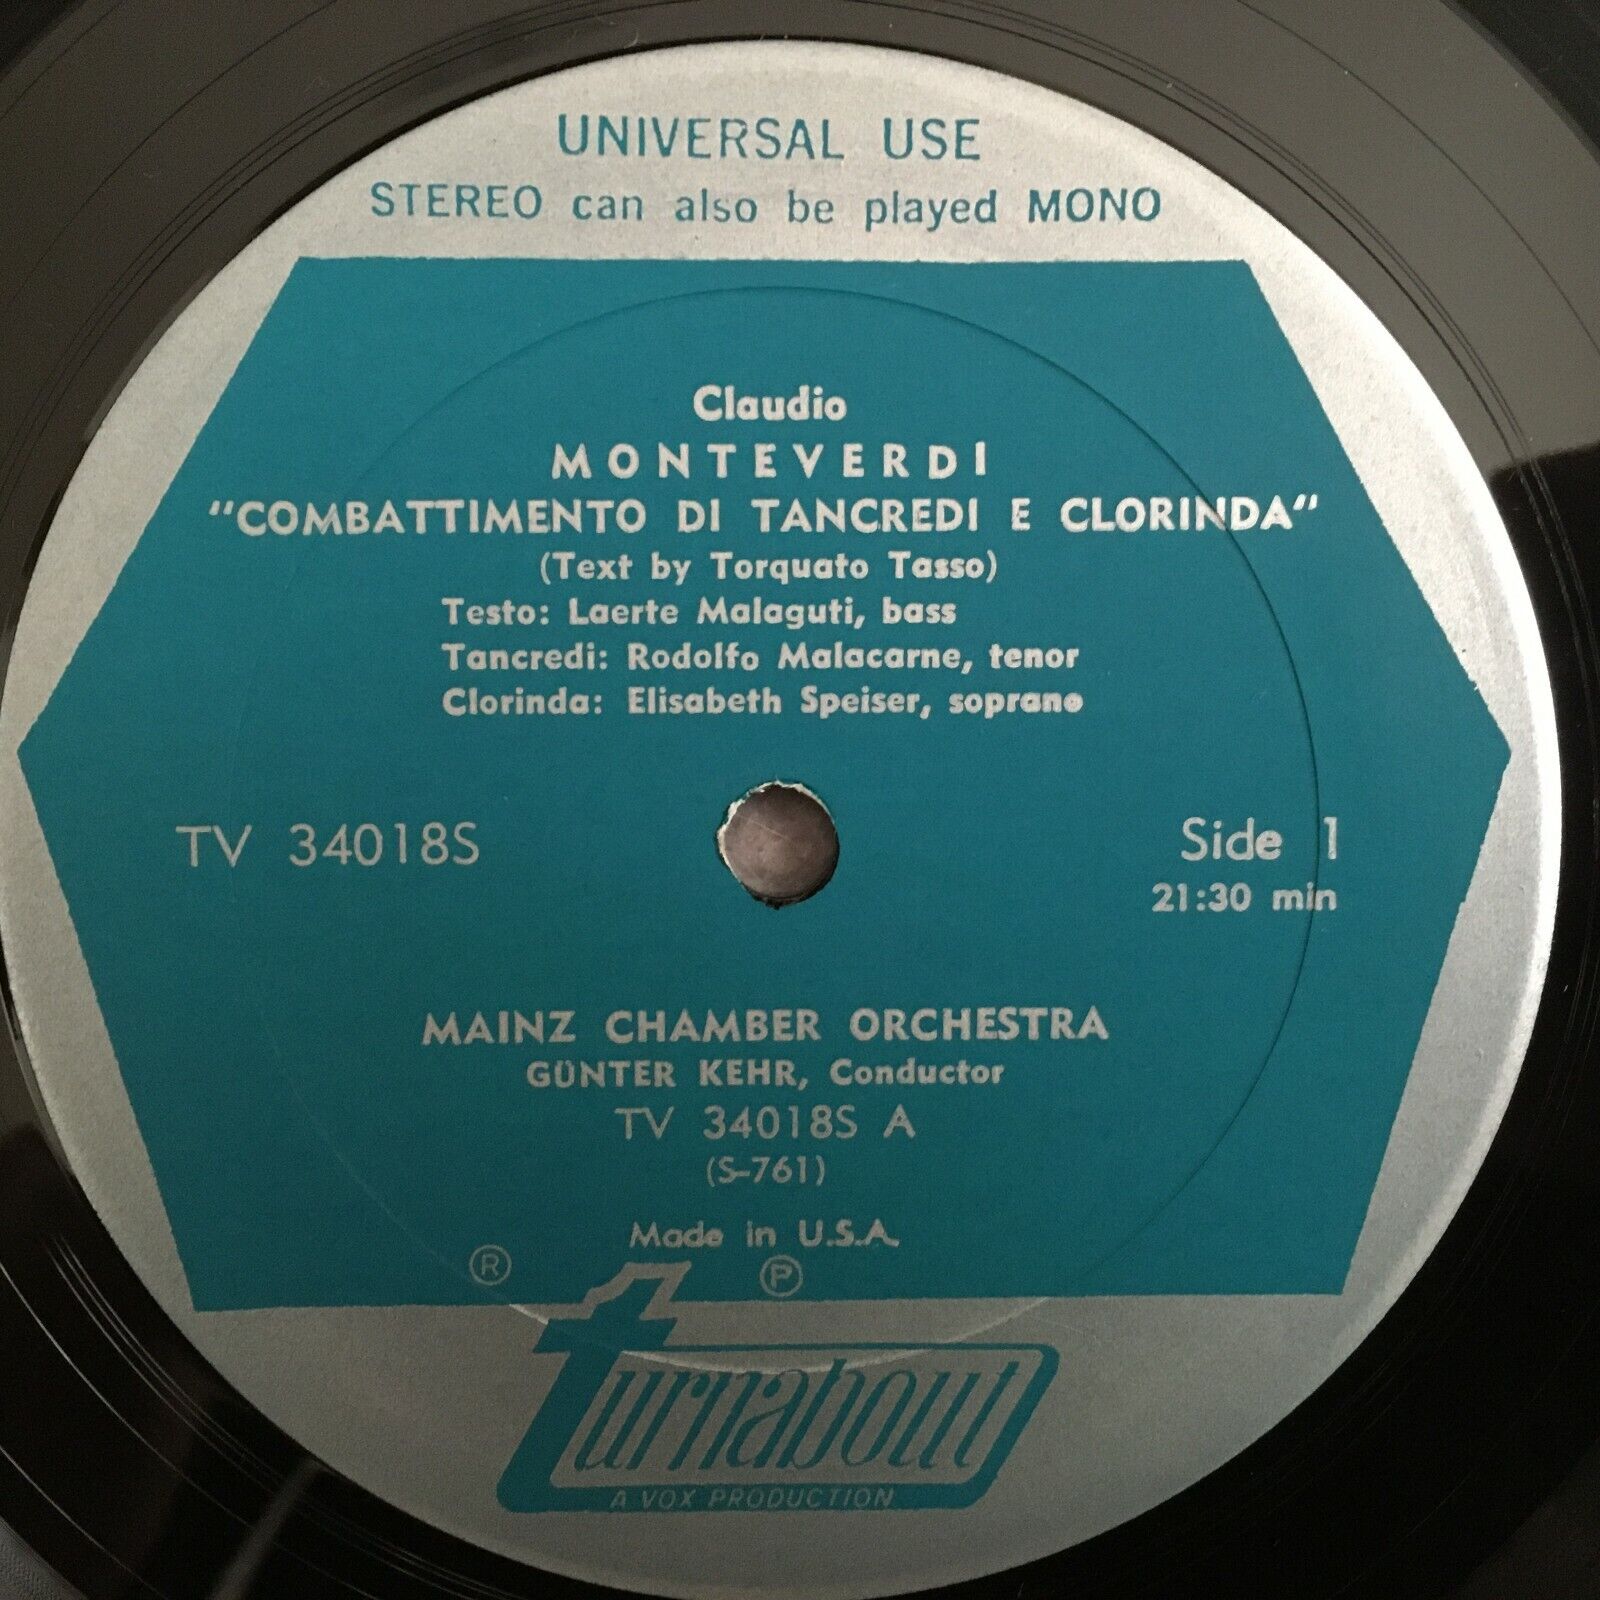 UNIVERSAL USE
STEREO can also be played MONO
Claudio
MONTEVERDI
"COMBATTIMENTO DI TANCREDI E CLORINDA"
(Text by Torquato Tasso)
Testo: Laerte Malaguti, bass
Tancredi: Rodolfo Malacarne, tenor
Clorinda: Elisabeth Speiser, soprano
TV 34018S
Side 1
21:30 min
MAINZ CHAMBER ORCHESTRA
GÜNTER KEHR, Conductor
TV 34018S A
(S-761)
Made in U.S.A.
® ℗
turnabout
A VOX PRODUCTION